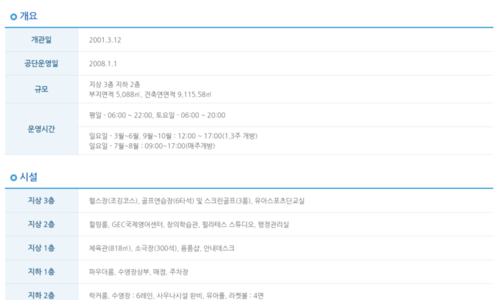 개요
개관일 2001.3.12
공단운영일 2008.1.1
규모 지상 3층 지하 2층
부지면적 5,088㎡, 건축연면적 9,115.58㎡
운영시간 평일 - 06:00 ~ 22:00, 토요일 - 06:00 ~ 20:00
일요일 - 3월~6월, 9월~10월 : 12:00 ~ 17:00(1,3주 개방)
일요일 - 7월~8월 : 09:00~17:00(매주개방)
시설
지상 3층 헬스장(조깅코스), 골프연습장(6타석) 및 스크린골프(3룸), 유아스포츠단교실
지상 2층 힐링룸, GEC국제영어센터, 창의학습관, 필라테스 스튜디오, 행정관리실
지상 1층 체육관(818㎡), 소극장(300석), 용품샵, 안내데스크
지하 1층 파우더룸, 수영장상부, 매점, 주차장
지하 2층 락커룸, 수영장 : 6레인, 사우나시설 완비, 유아풀, 라켓볼 : 4면